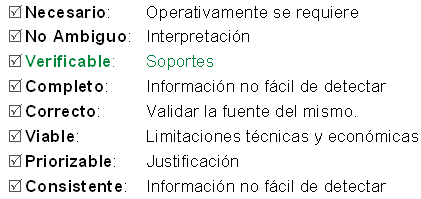 ☑ Necesario: Operativamente se requiere
☑ No Ambiguo: Interpretación
☑ Verificable: Soportes
☑ Completo: Información no fácil de detectar
☑ Correcto: Validar la fuente del mismo.
☑ Viable: Limitaciones técnicas y económicas
☑ Priorizable: Justificación
☑ Consistente: Información no fácil de detectar